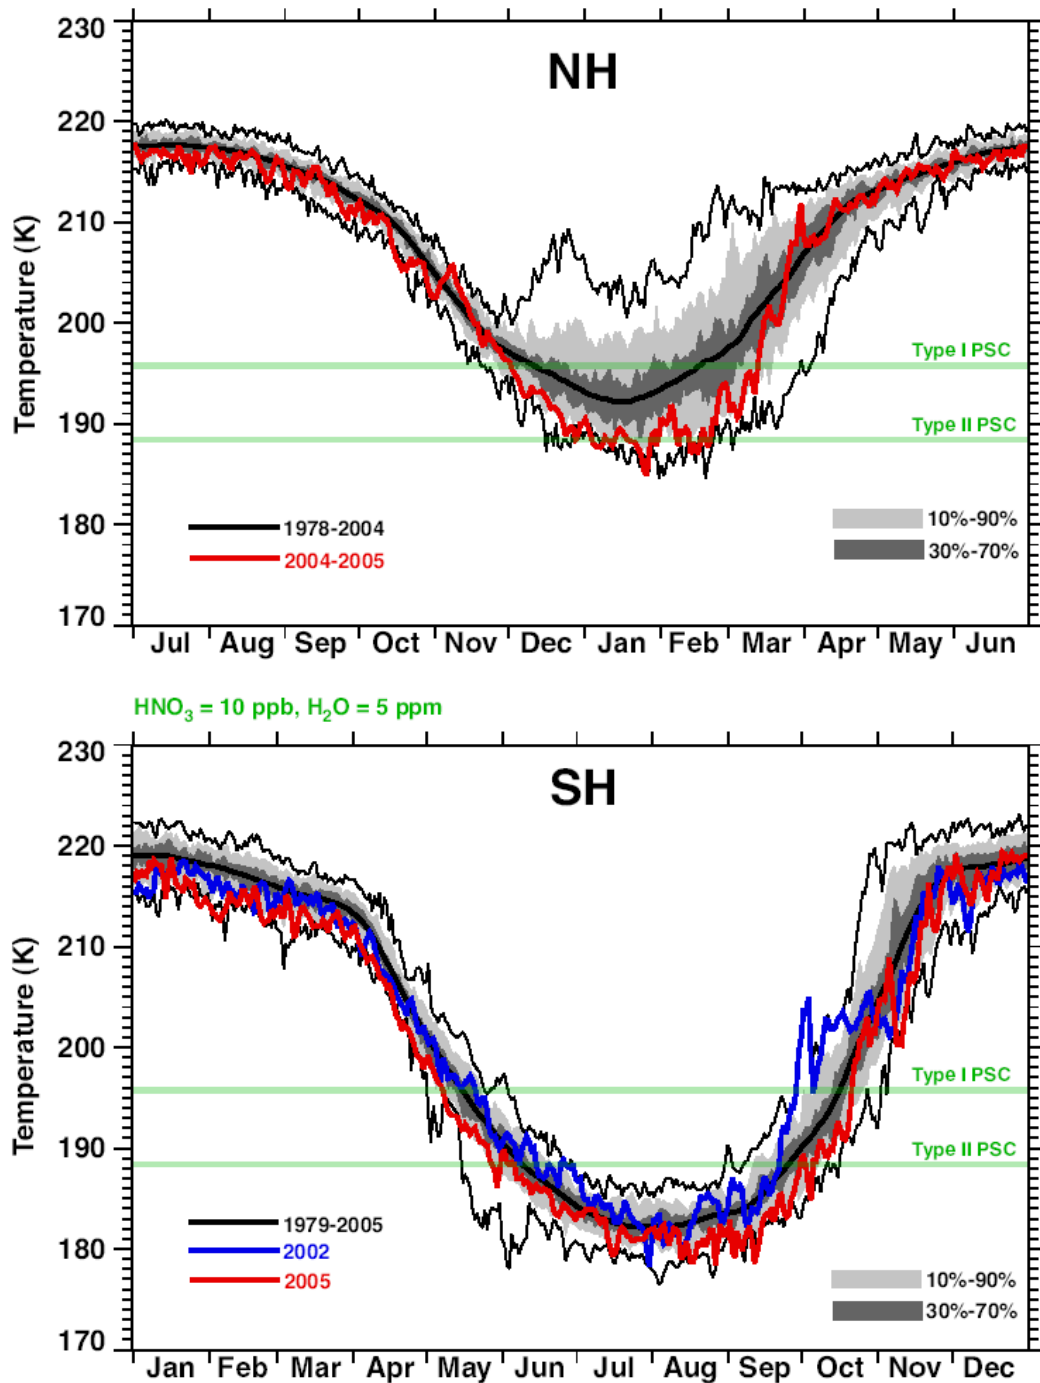 NH
Temperature (K)
230
220
210
200
190
180
170
Type I PSC
Type II PSC
1978-2004
2004-2005
10%-90%
30%-70%
Jul Aug Sep Oct Nov Dec Jan Feb Mar Apr May Jun
HNO₃ = 10 ppb, H₂O = 5 ppm
SH
Temperature (K)
230
220
210
200
190
180
170
Type I PSC
Type II PSC
1979-2005
2002
2005
10%-90%
30%-70%
Jan Feb Mar Apr May Jun Jul Aug Sep Oct Nov Dec